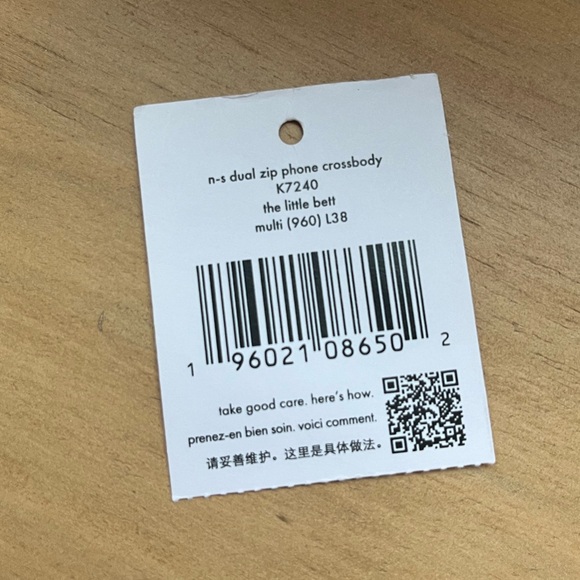 n-s dual zip phone crossbody
K7240
the little bett
multi (960) L38
1 96021 08650 2
take good care. here's how.
prenez-en bien soin. voici comment.
请妥善维护。这里是具体做法。